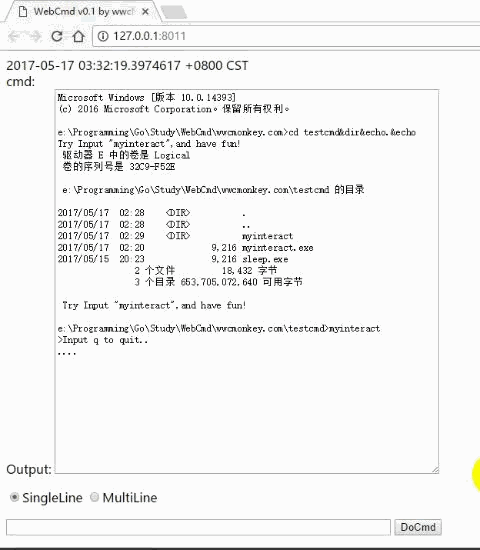 WebCmd v0.1 by wwcl
127.0.0.1:8011
2017-05-17 03:32:19.3974617 +0800 CST
cmd:
Microsoft Windows [版本 10.0.14393]
(c) 2016 Microsoft Corporation。保留所有权利。
e:\Programming\Go\Study\WebCmd\wwcmonkey.com>cd testcmd&dir&echo.&echo
Try Input "myinteract",and have fun!
驱动器 E 中的卷是 Logical
卷的序列号是 32C9-F52E
e:\Programming\Go\Study\WebCmd\wwcmonkey.com\testcmd 的目录
2017/05/17 02:28 <DIR> .
2017/05/17 02:28 <DIR> ..
2017/05/17 02:29 <DIR> myinteract
2017/05/17 02:20 9,216 myinteract.exe
2017/05/15 20:23 9,216 sleep.exe
2 个文件 18,432 字节
3 个目录 653,705,072,640 可用字节
Try Input "myinteract",and have fun!
e:\Programming\Go\Study\WebCmd\wwcmonkey.com\testcmd>myinteract
>Input q to quit..
....
Output:
SingleLine MultiLine
DoCmd